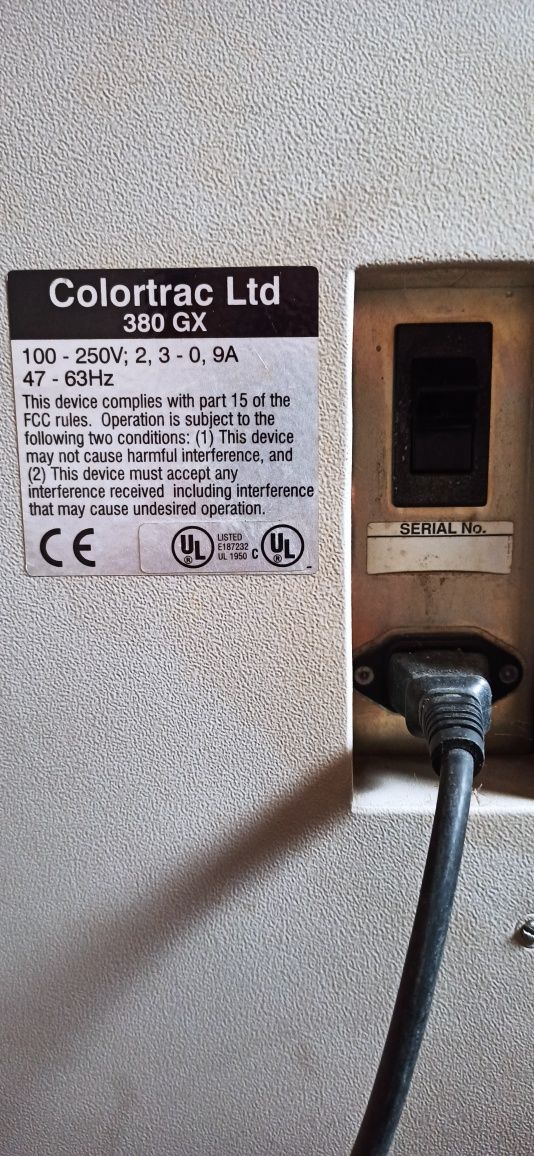 Colortrac Ltd
380 GX
100 - 250V; 2, 3 - 0, 9A
47 - 63Hz
This device complies with part 15 of the
FCC rules. Operation is subject to the
following two conditions: (1) This device
may not cause harmful interference, and
(2) This device must accept any
interference received including interference
that may cause undesired operation.
CE
UL ® LISTED
E187232
UL 1950
C UL ®
SERIAL No.